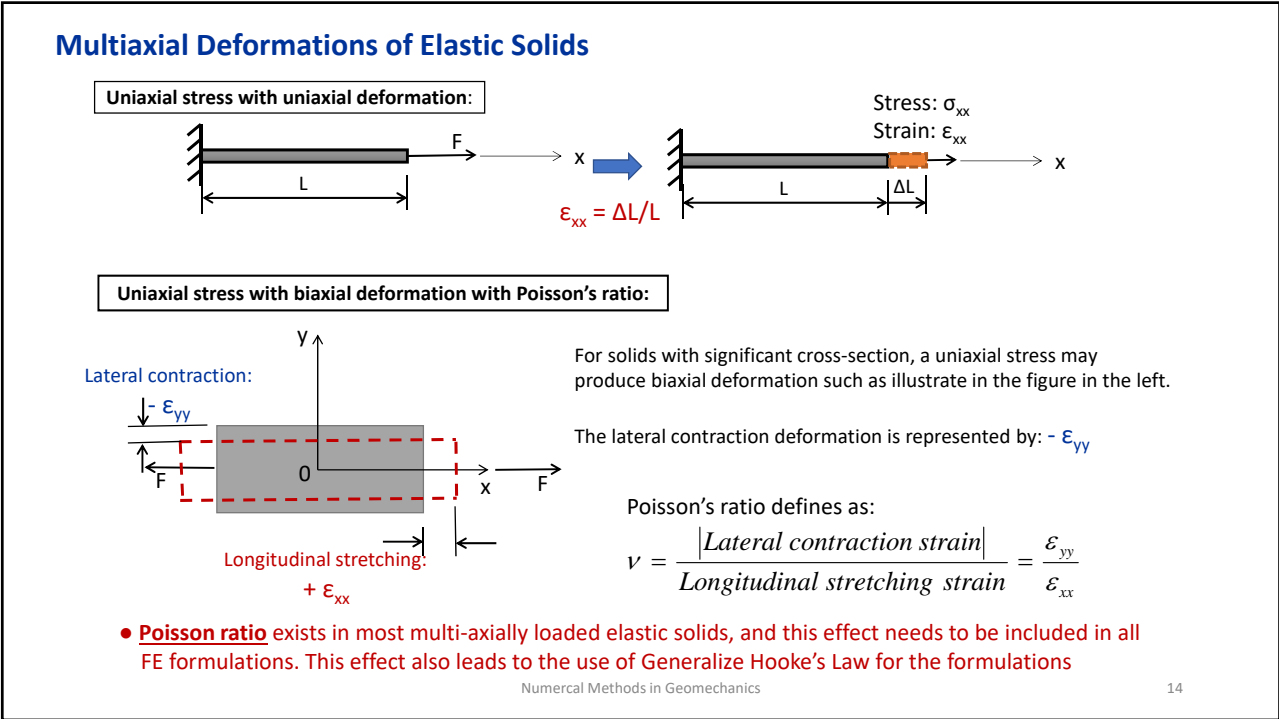 Multiaxial Deformations of Elastic Solids
Uniaxial stress with uniaxial deformation:
Stress: σxx
Strain: εxx
F
x
L
εxx = ΔL/L
x
L
ΔL
Uniaxial stress with biaxial deformation with Poisson's ratio:
y
Lateral contraction:
- εyy
F
0
x
F
Longitudinal stretching:
+ εxx
For solids with significant cross-section, a uniaxial stress may
produce biaxial deformation such as illustrate in the figure in the left.
The lateral contraction deformation is represented by: - εyy
Poisson's ratio defines as:
ν = |Lateral contraction strain| / Longitudinal stretching strain = εyy / εxx
● Poisson ratio exists in most multi-axially loaded elastic solids, and this effect needs to be included in all
FE formulations. This effect also leads to the use of Generalize Hooke's Law for the formulations
Numercal Methods in Geomechanics
14